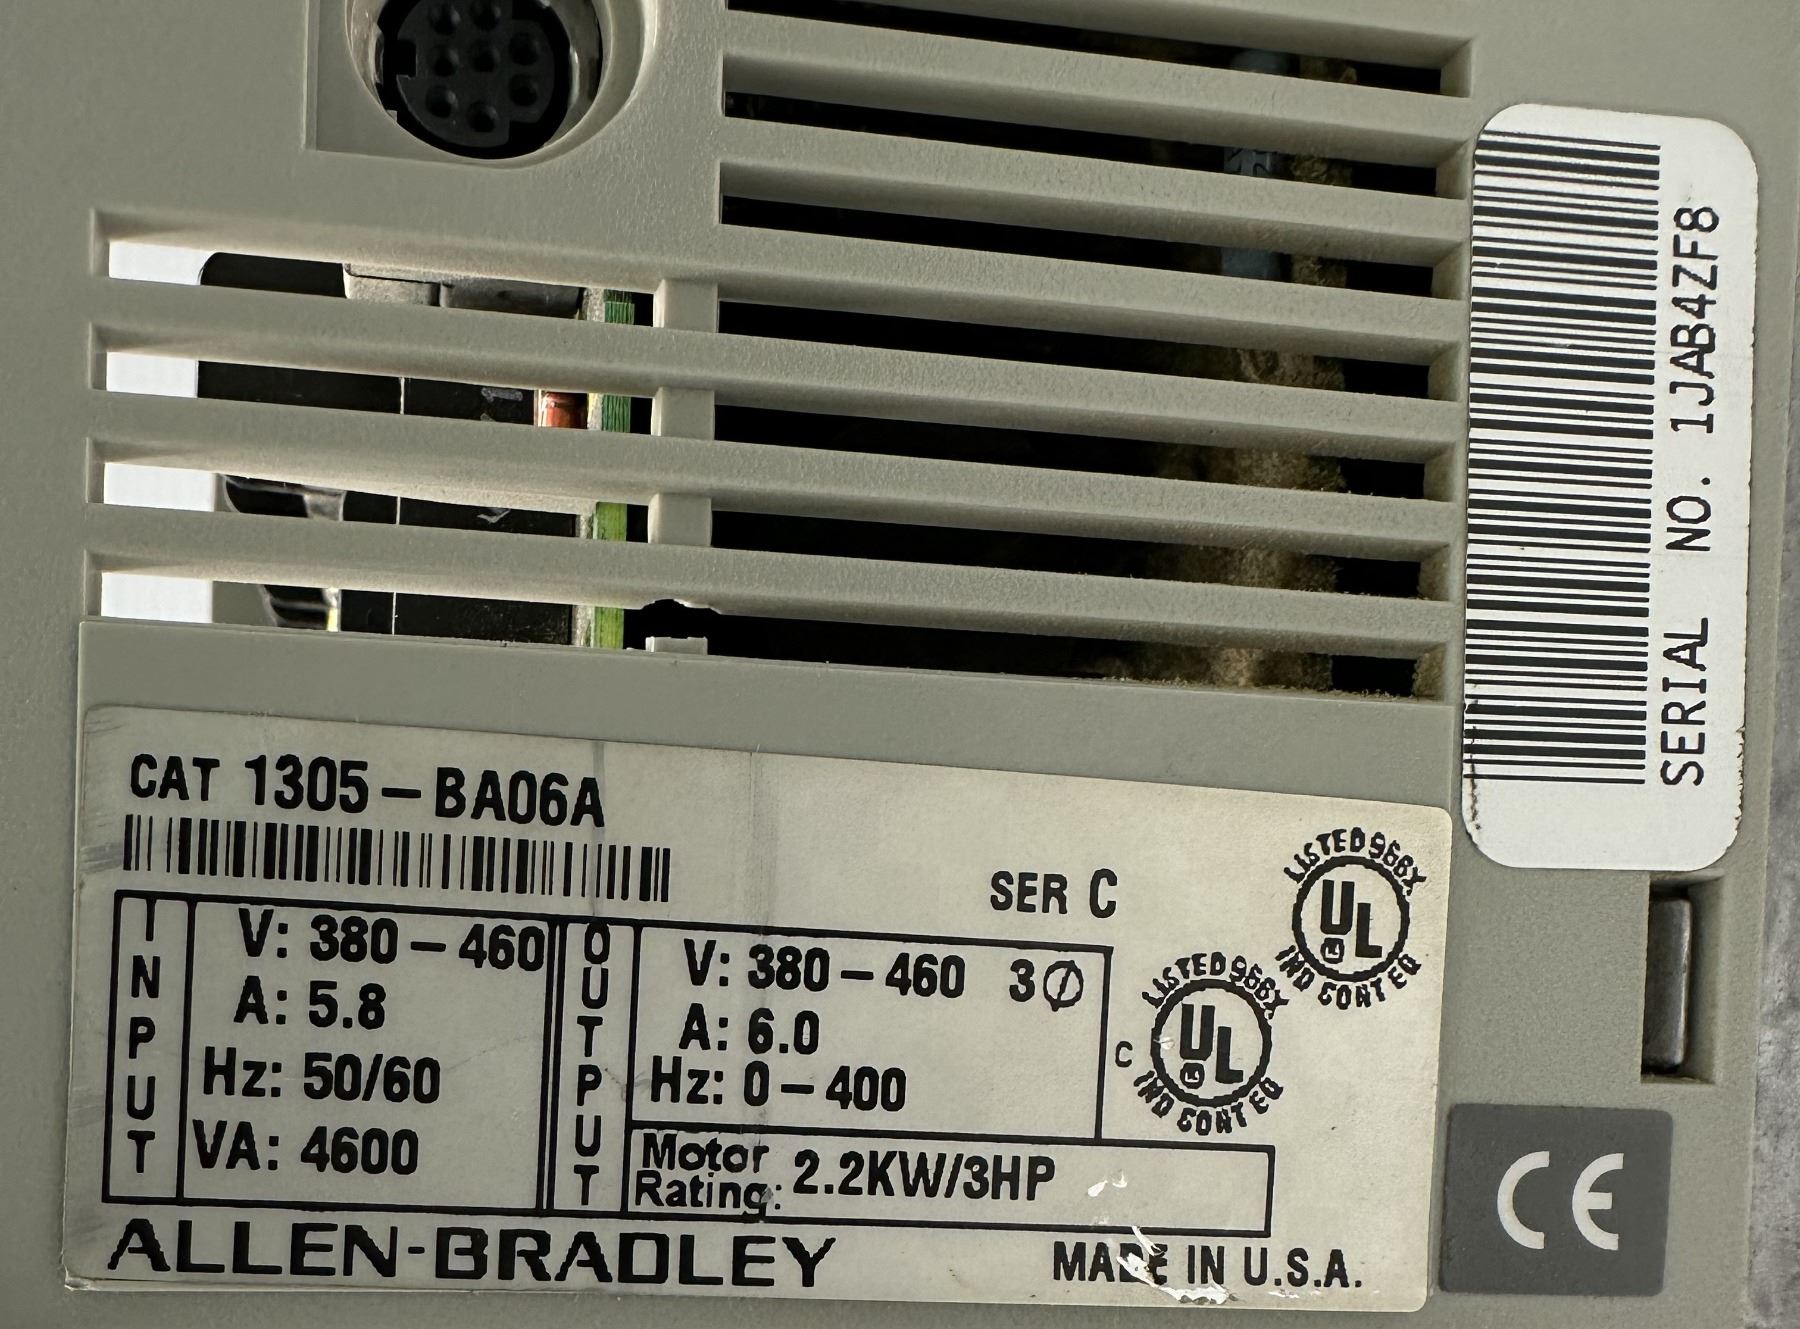 SERIAL NO. 1JAB4ZF8
CAT 1305-BA06A
SER C
INPUT
V: 380-460
A: 5.8
Hz: 50/60
VA: 4600
OUTPUT
V: 380-460 3Ø
A: 6.0
Hz: 0-400
Motor Rating: 2.2KW/3HP
LISTED 966X
UL
IND CONT EQ
LISTED 966X
C UL
IND CONT EQ
ALLEN-BRADLEY
MADE IN U.S.A.
CE